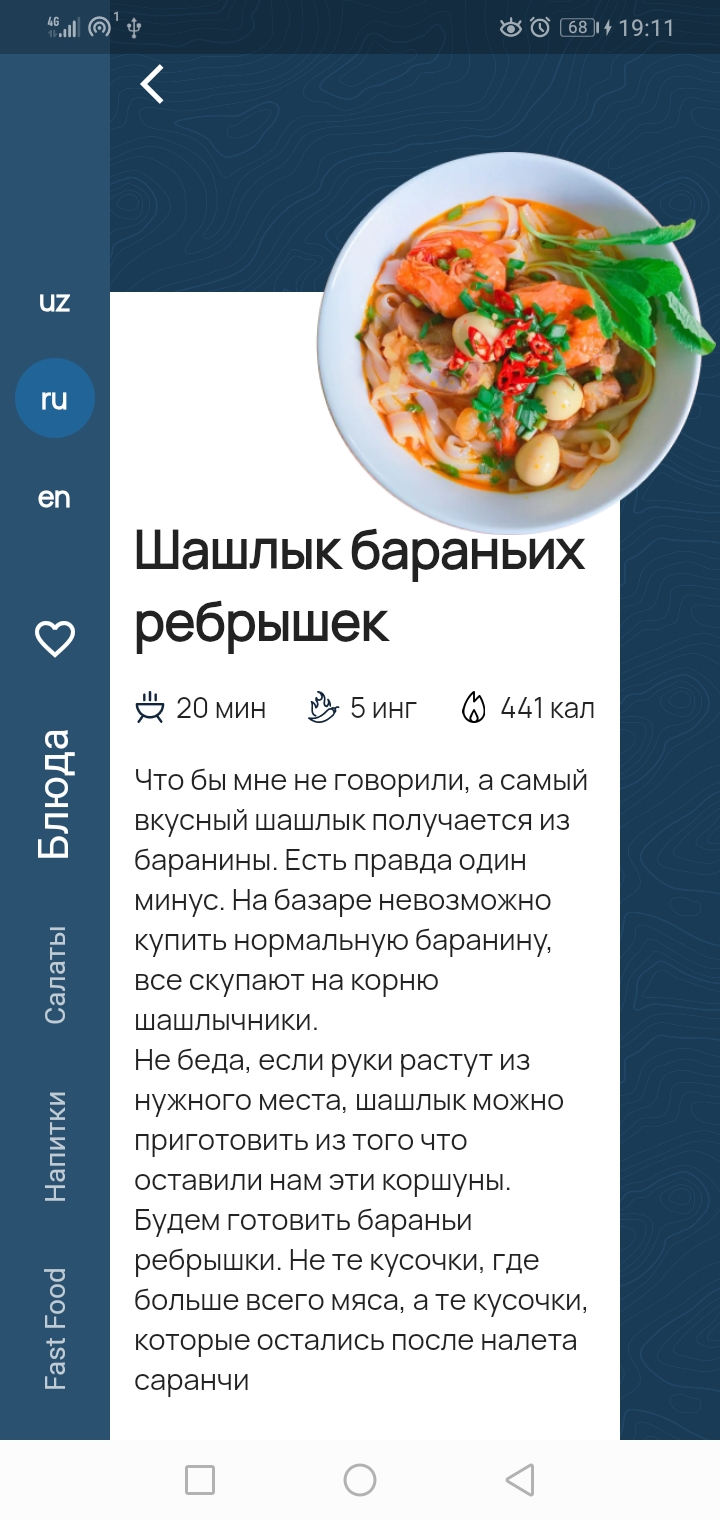 4G 1 68 19:11
uz
ru
en
Блюда
Салаты
Напитки
Fast Food
Шашлык бараньих
ребрышек
20 мин 5 инг 441 кал
Что бы мне не говорили, а самый
вкусный шашлык получается из
баранины. Есть правда один
минус. На базаре невозможно
купить нормальную баранину,
все скупают на корню
шашлычники.
Не беда, если руки растут из
нужного места, шашлык можно
приготовить из того что
оставили нам эти коршуны.
Будем готовить бараньи
ребрышки. Не те кусочки, где
больше всего мяса, а те кусочки,
которые остались после налета
саранчи